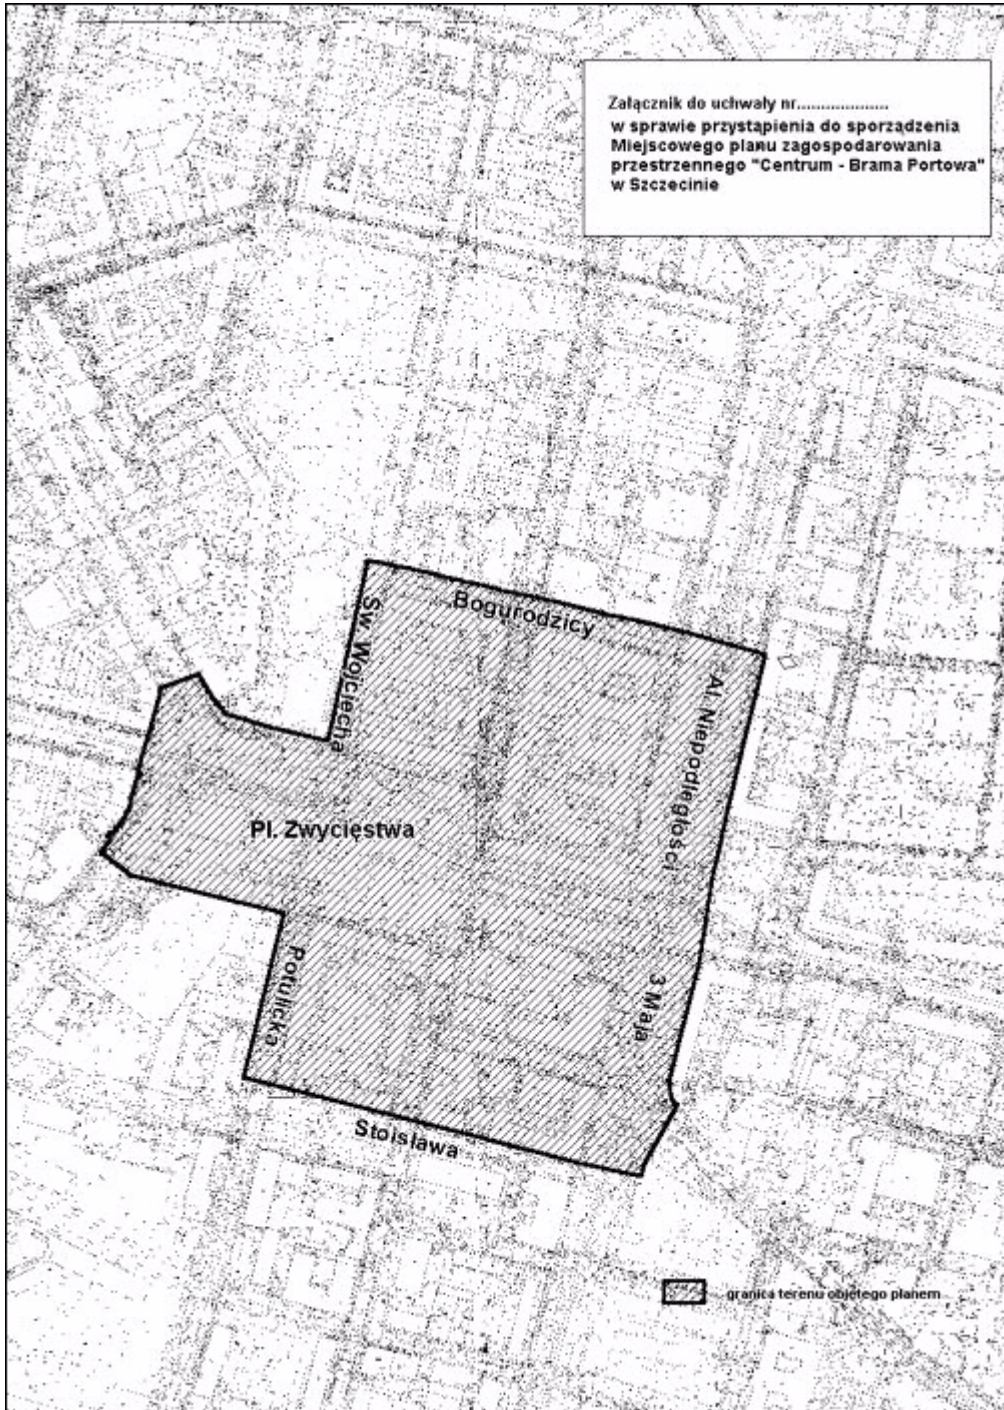 Załącznik do uchwały nr....................
w sprawie przystąpienia do sporządzenia
Miejscowego planu zagospodarowania
przestrzennego "Centrum - Brama Portowa"
w Szczecinie
Bogurodzicy
Św. Wojciecha
Al. Niepodległości
Pl. Zwycięstwa
Potulicka
3 Maja
Stoisława
granica terenu objętego planem